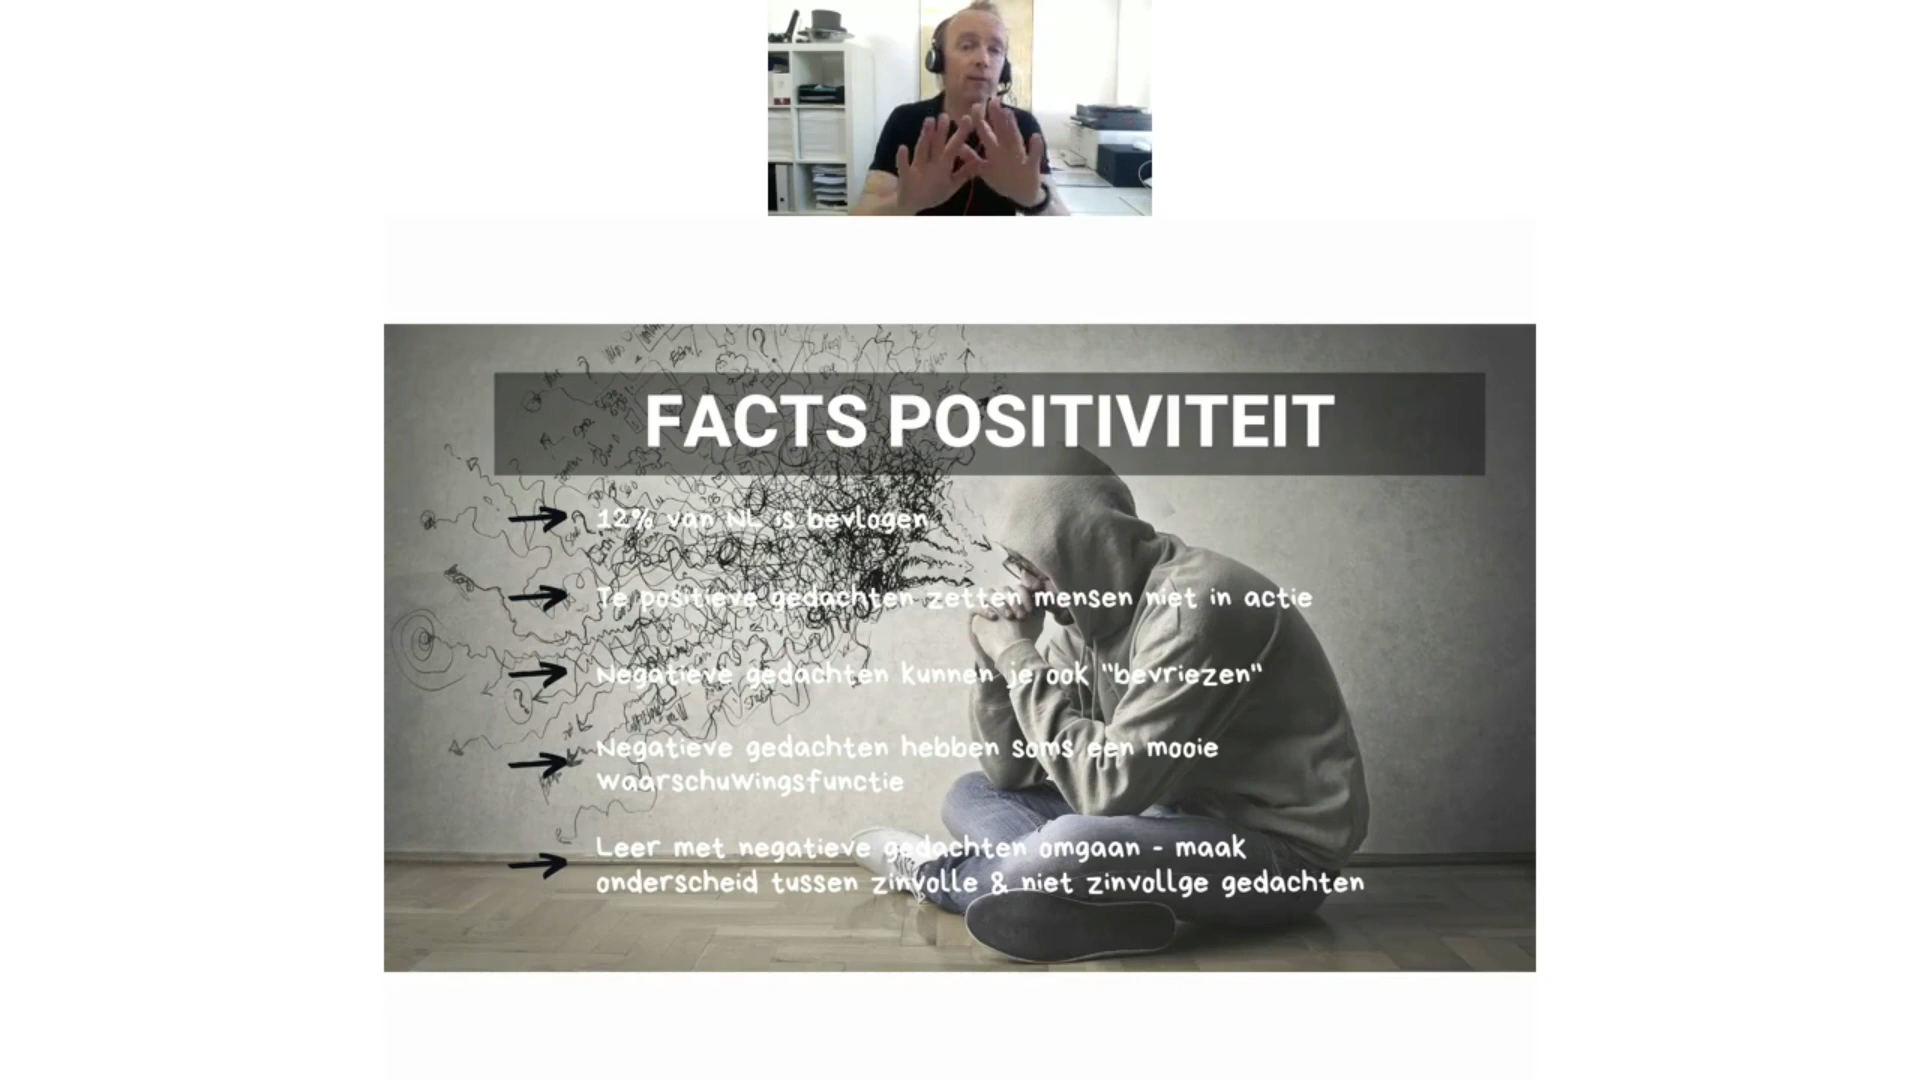 FACTS POSITIVITEIT
12% van NL is bevlogen
Te positieve gedachten zetten mensen niet in actie
Negatieve gedachten kunnen je ook "bevriezen"
Negatieve gedachten hebben soms een mooie
waarschuwingsfunctie
Leer met negatieve gedachten omgaan - maak
onderscheid tussen zinvolle & niet zinvollge gedachten